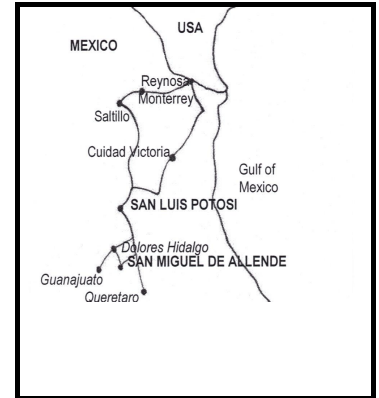 USA
MEXICO
Reynosa
Monterrey
Saltillo
Cuidad Victoria
Gulf of
Mexico
SAN LUIS POTOSI
Dolores Hidalgo
SAN MIGUEL DE ALLENDE
Guanajuato
Queretaro